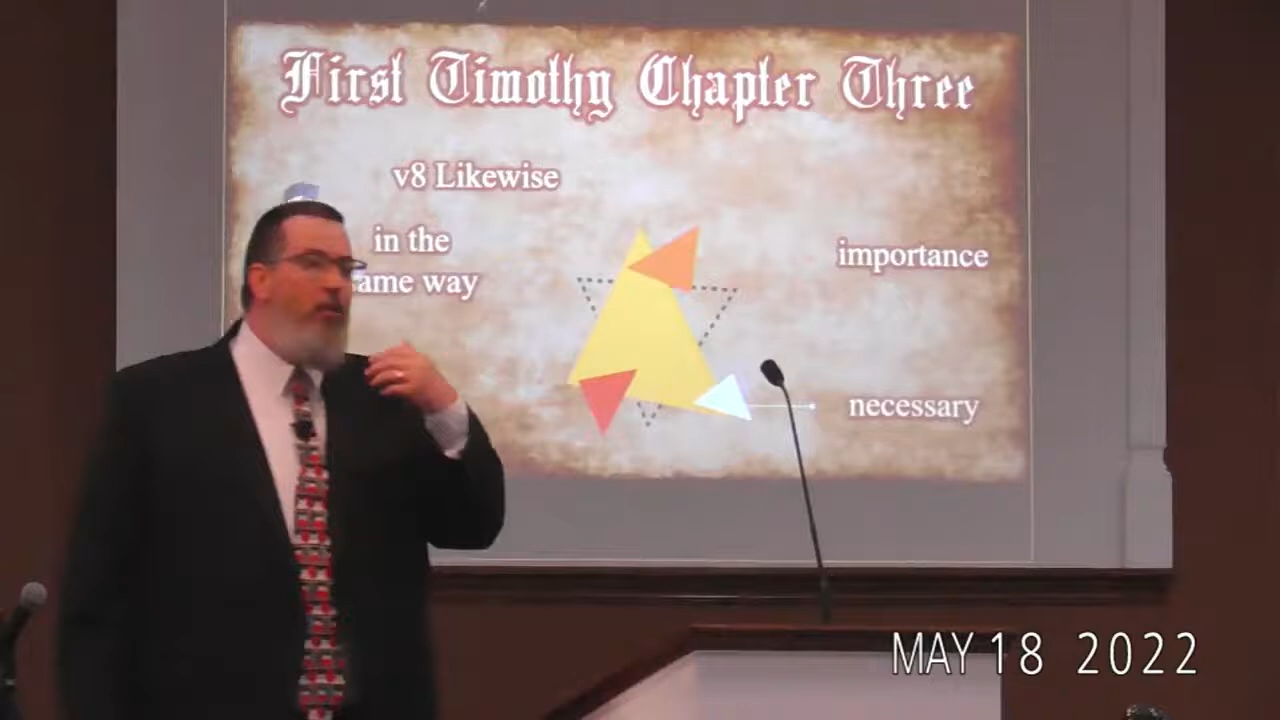 First Timothy Chapter Three
v8 Likewise
in the
ame way
importance
necessary
MAY 18 2022